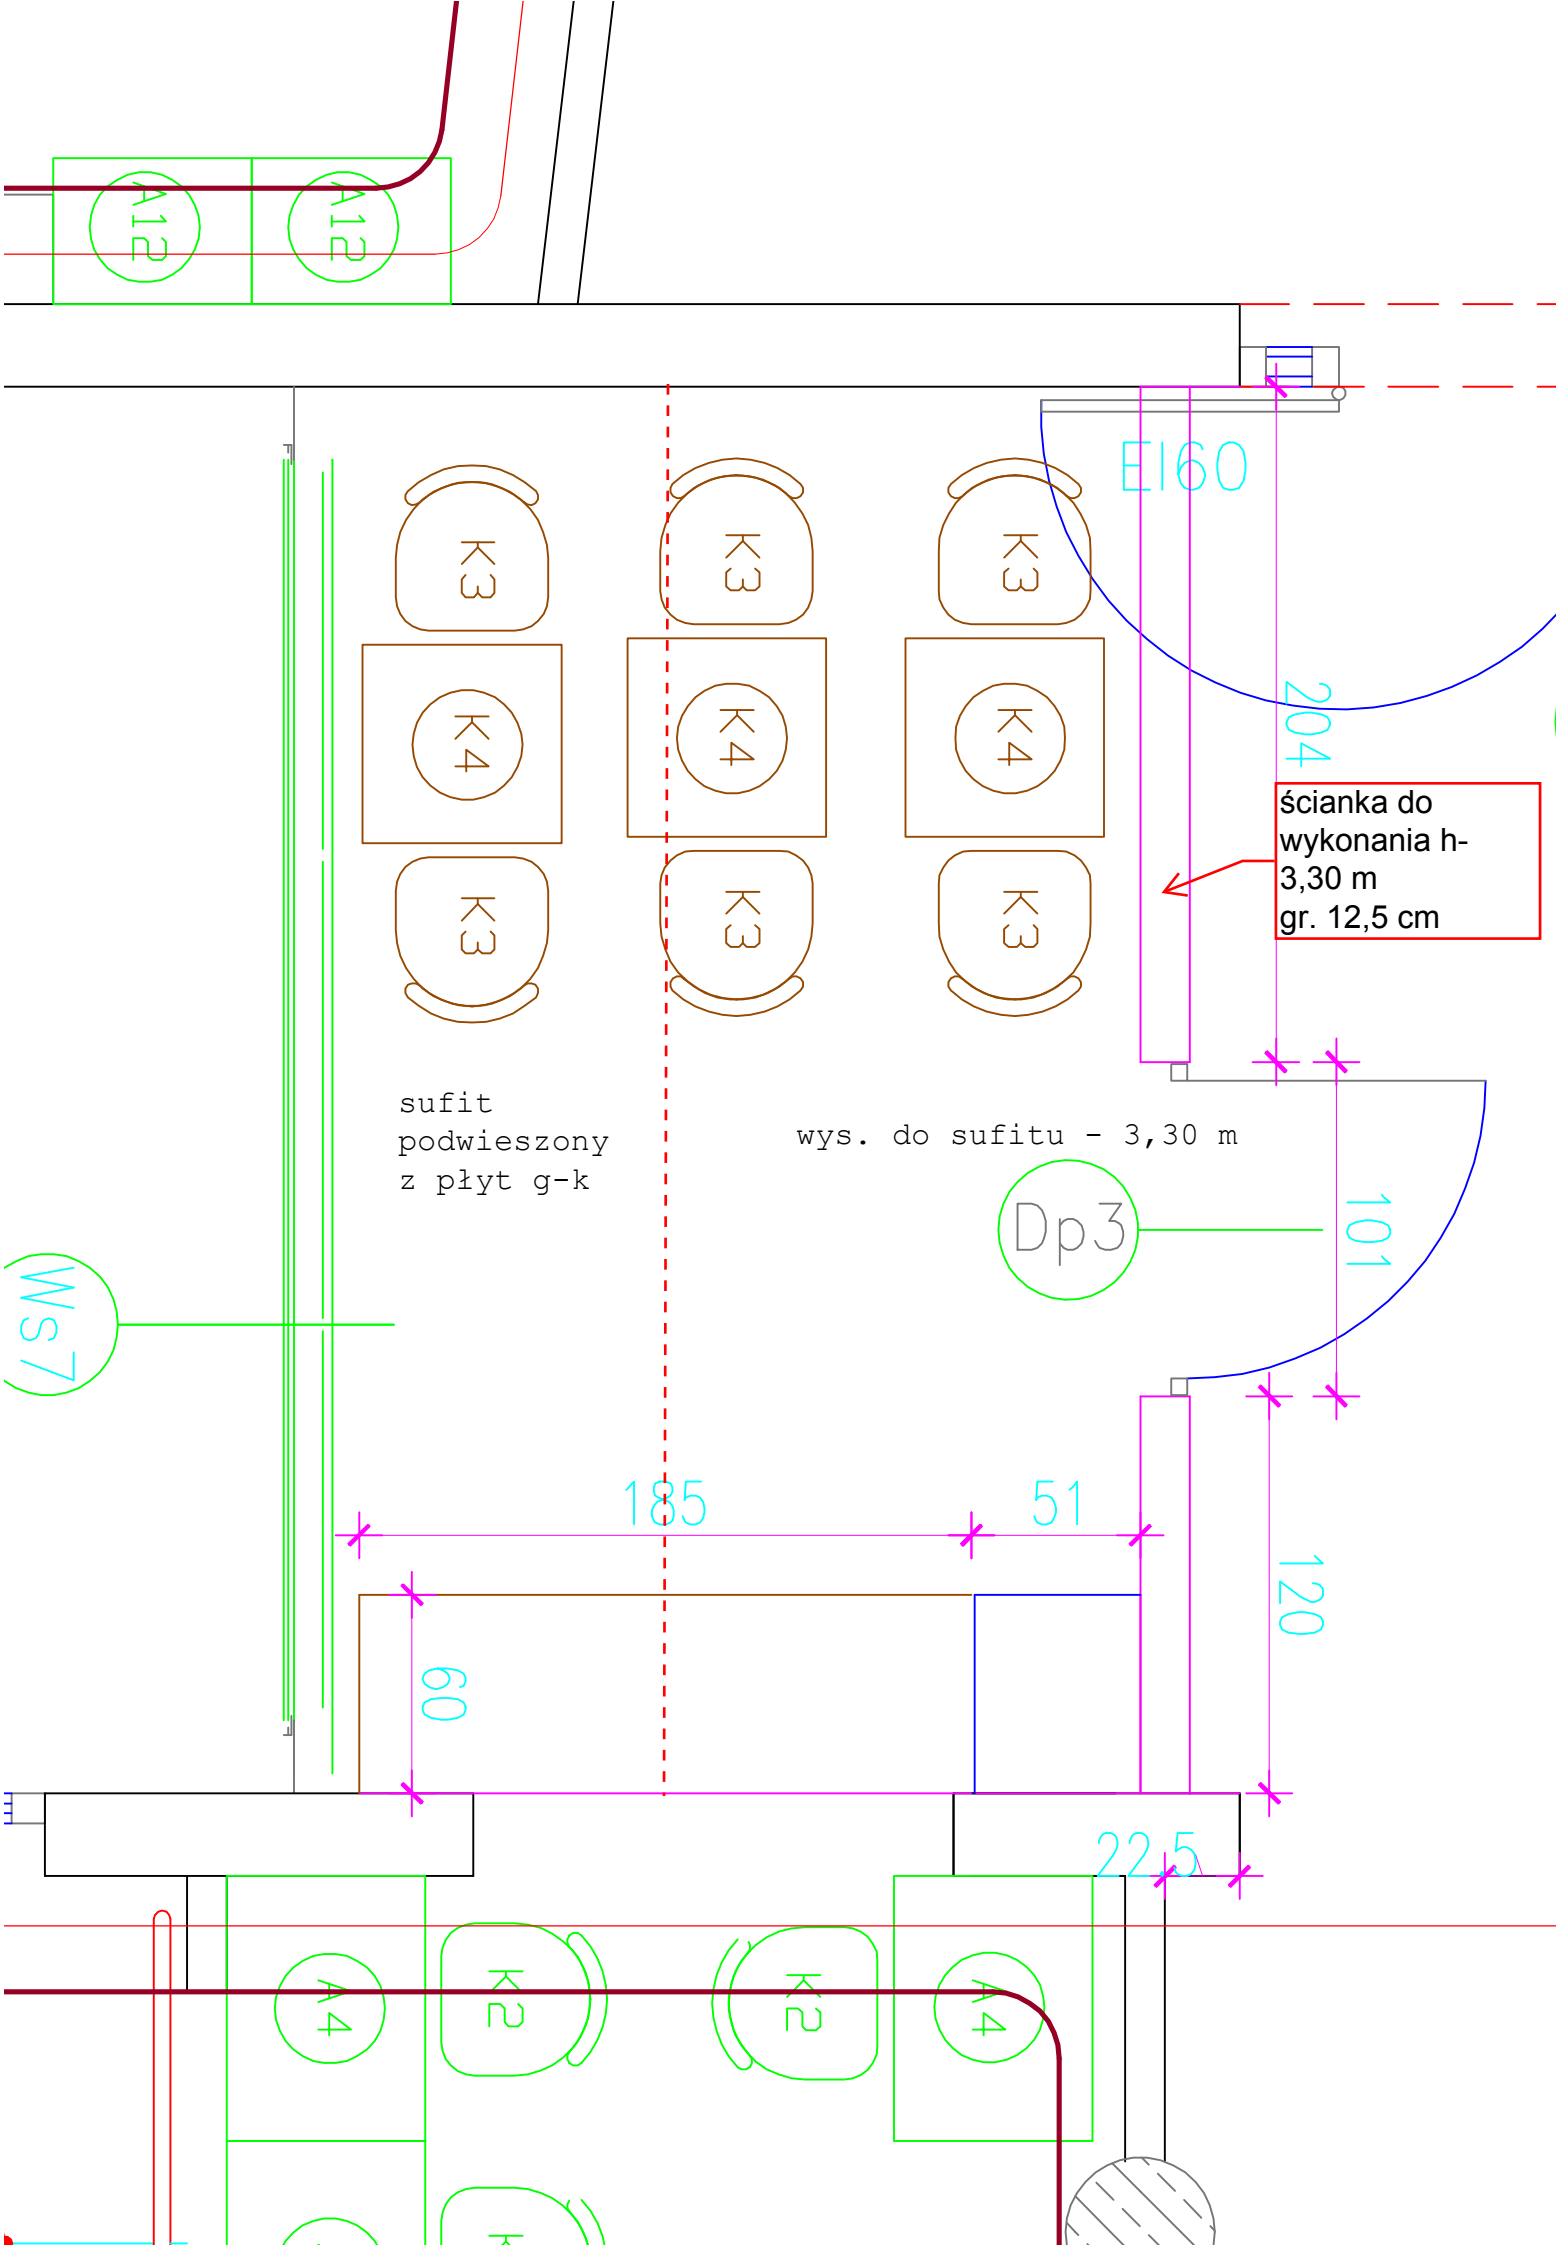 A12
A12
EI60
K3
K3
K3
204
K4
K4
K4
ścianka do
wykonania h-
3,30 m
gr. 12,5 cm
K3
K3
K3
sufit
podwieszony
z płyt g-k
wys. do sufitu - 3,30 m
Dp3
101
Ws7
185
51
120
60
22,5
A4
K2
K2
A4